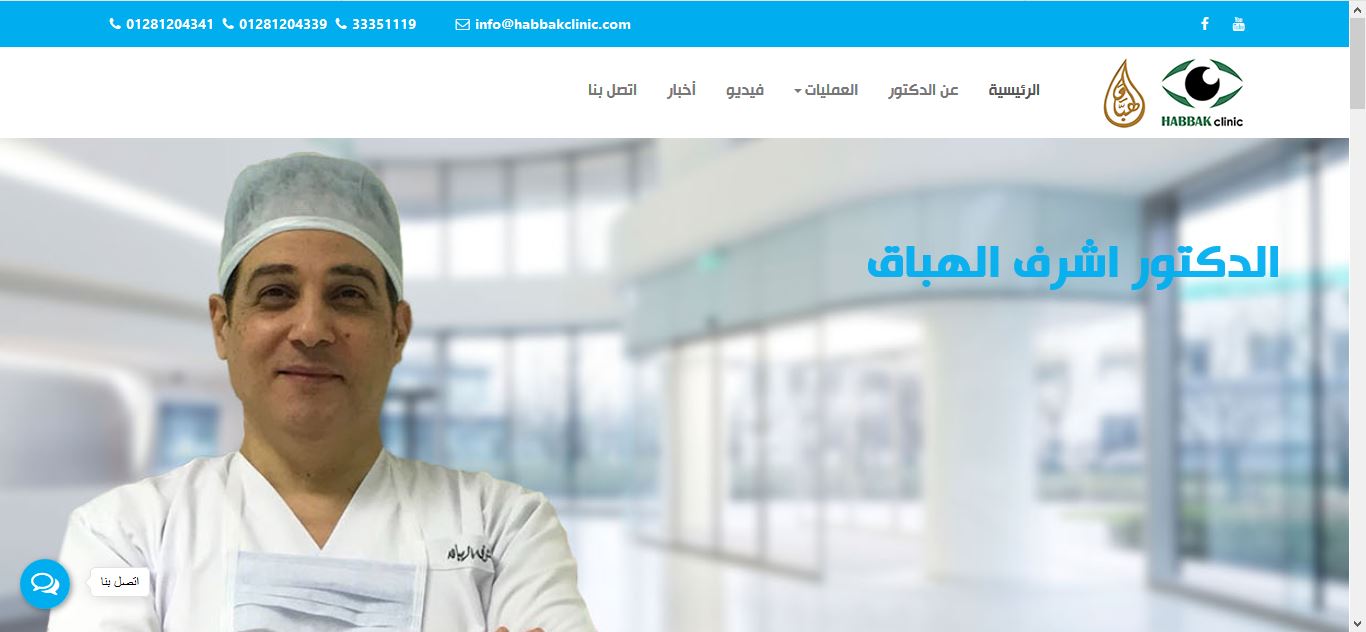 01281204341 01281204339 33351119 info@habbakclinic.com
الرئيسية عن الدكتور العمليات فيديو أخبار اتصل بنا
HABBAK clinic
الدكتور اشرف الهباق
اتصل بنا